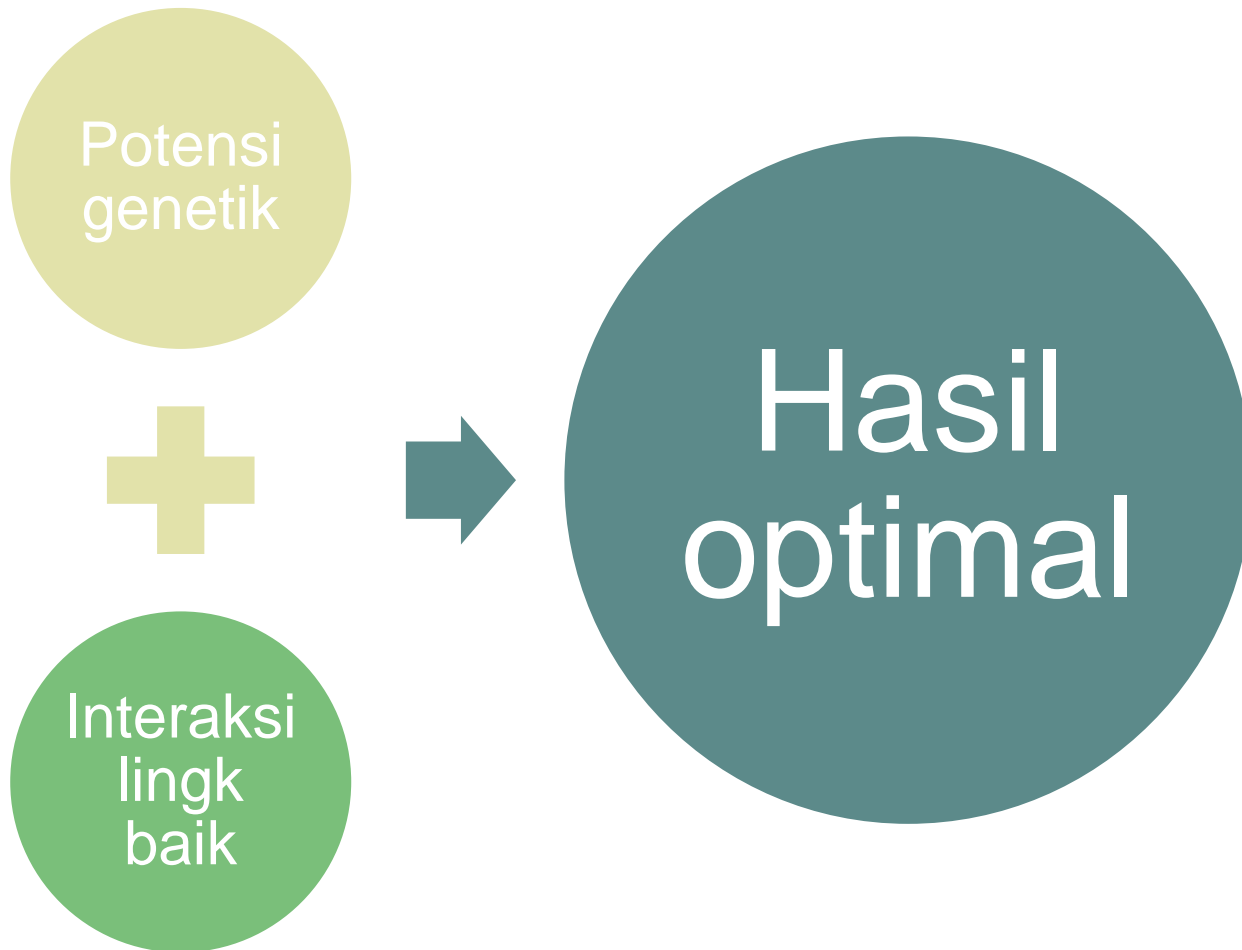 Potensi
genetik
Interaksi
lingk
baik
Hasil
optimal